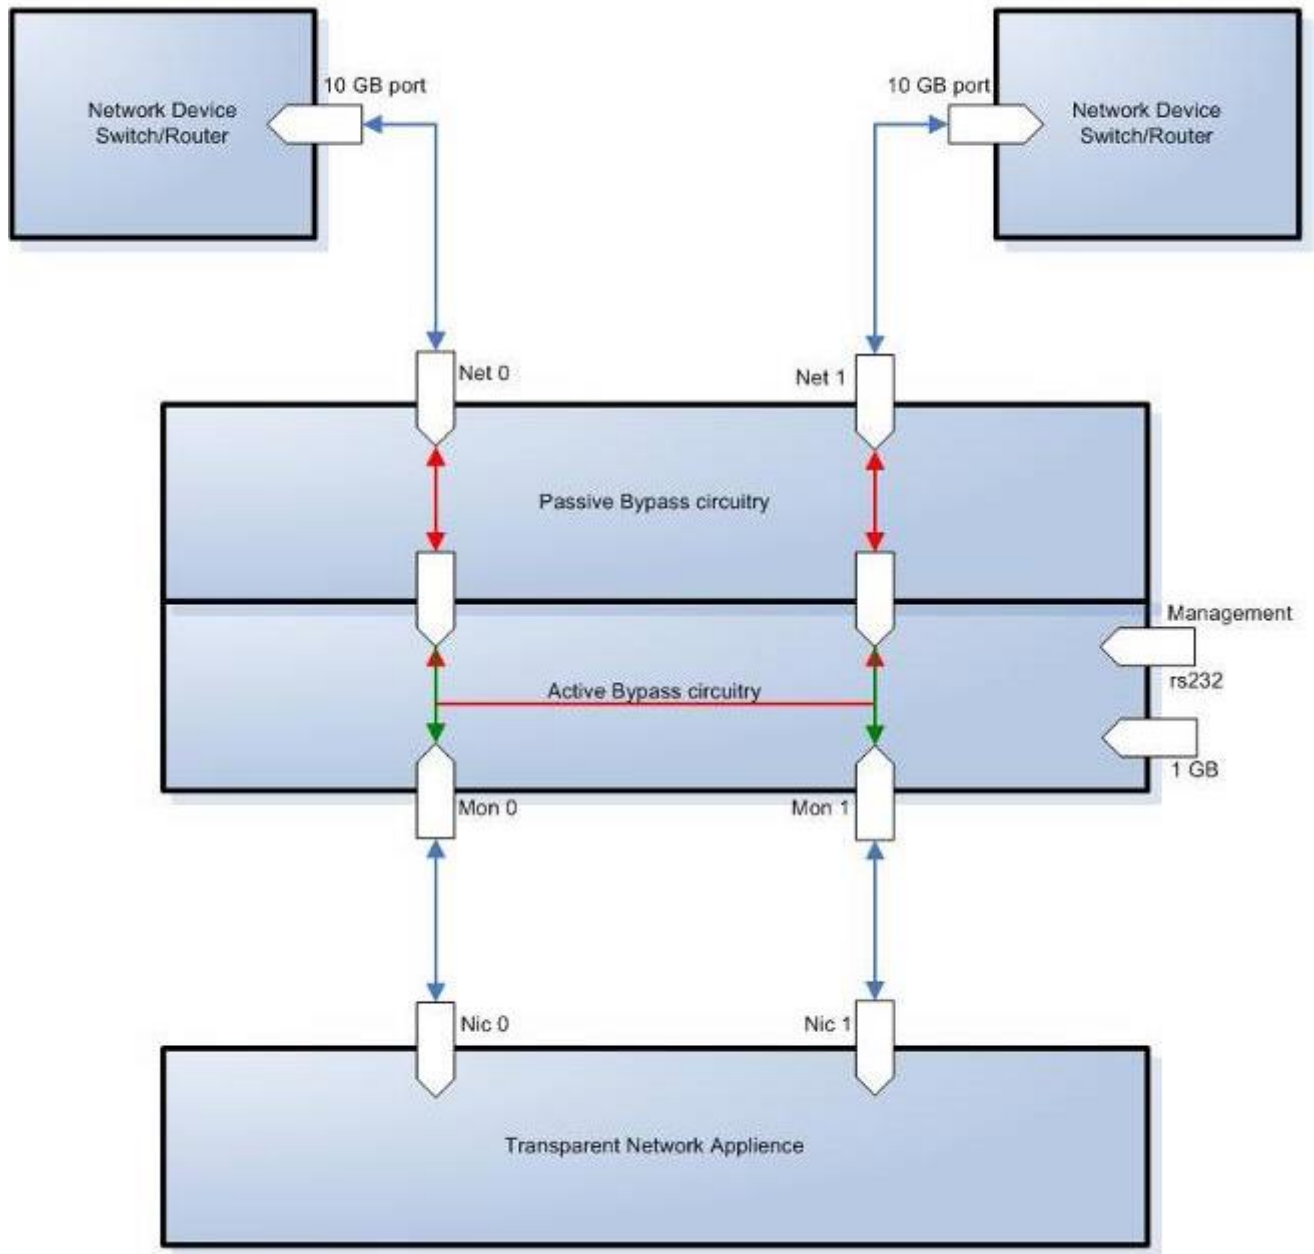 10 GB port
10 GB port
Network Device
Switch/Router
Network Device
Switch/Router
Net 0
Net 1
Passive Bypass circuitry
Management
rs232
Active Bypass circuitry
1 GB
Mon 0
Mon 1
Nic 0
Nic 1
Transparent Network Applience